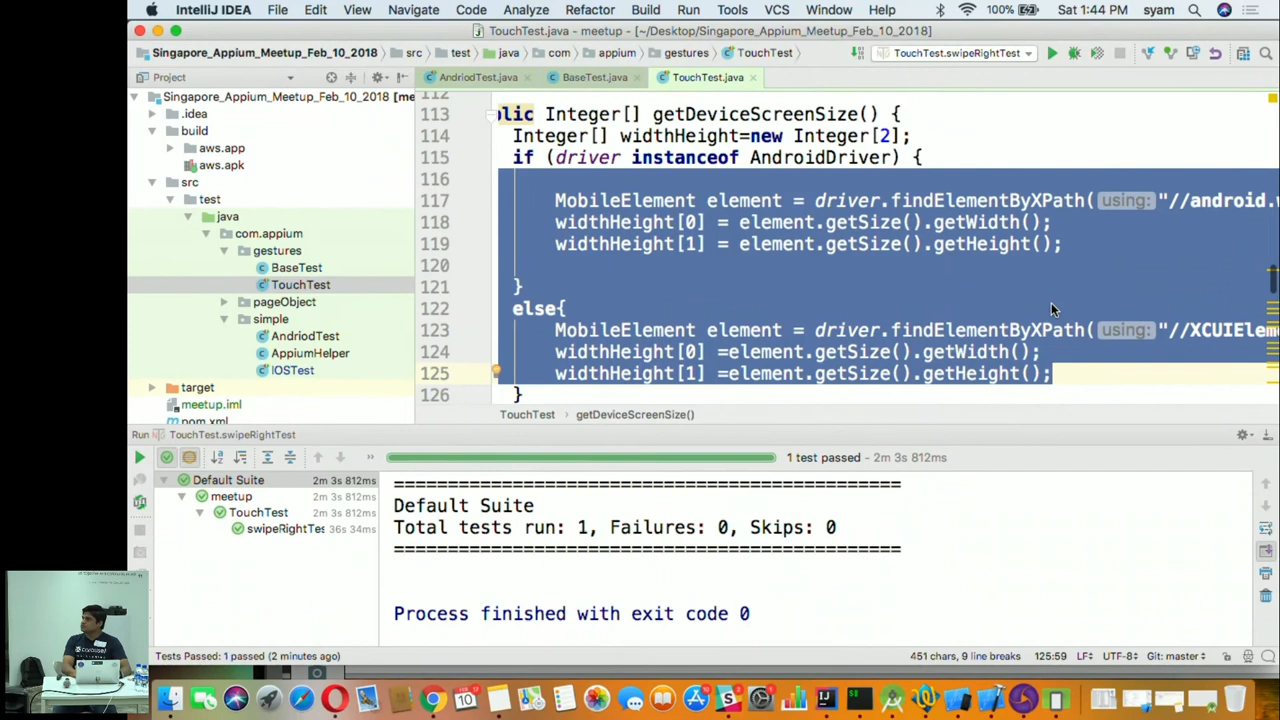 IntelliJ IDEA File Edit View Navigate Code Analyze Refactor Build Run Tools VCS Window Help 100% Sat 1:44 PM syam
TouchTest.java - meetup - [~/Desktop/Singapore_Appium_Meetup_Feb_10_2018]
Singapore_Appium_Meetup_Feb_10_2018 src test java com appium gestures TouchTest TouchTest.swipeRightTest
Project AndriodTest.java BaseTest.java TouchTest.java
Singapore_Appium_Meetup_Feb_10_2018 [me
.idea
build
aws.app
aws.apk
src
test
java
com.appium
gestures
BaseTest
TouchTest
pageObject
simple
AndriodTest
AppiumHelper
IOSTest
target
meetup.iml
pom.xml
112
113 blic Integer[] getDeviceScreenSize() {
114 Integer[] widthHeight=new Integer[2];
115 if (driver instanceof AndroidDriver) {
116
117 MobileElement element = driver.findElementByXPath( using: "//android.w
118 widthHeight[0] = element.getSize().getWidth();
119 widthHeight[1] = element.getSize().getHeight();
120
121 }
122 else{
123 MobileElement element = driver.findElementByXPath( using: "//XCUIElem
124 widthHeight[0] =element.getSize().getWidth();
125 widthHeight[1] =element.getSize().getHeight();
126 }
TouchTest getDeviceScreenSize()
Run TouchTest.swipeRightTest
1 test passed - 2m 3s 812ms
Default Suite 2m 3s 812ms
meetup 2m 3s 812ms
TouchTest 2m 3s 812ms
swipeRightTes 36s 34ms
===============================================
Default Suite
Total tests run: 1, Failures: 0, Skips: 0
===============================================
Process finished with exit code 0
Tests Passed: 1 passed (2 minutes ago) 451 chars, 9 line breaks 125:59 LF UTF-8 Git: master